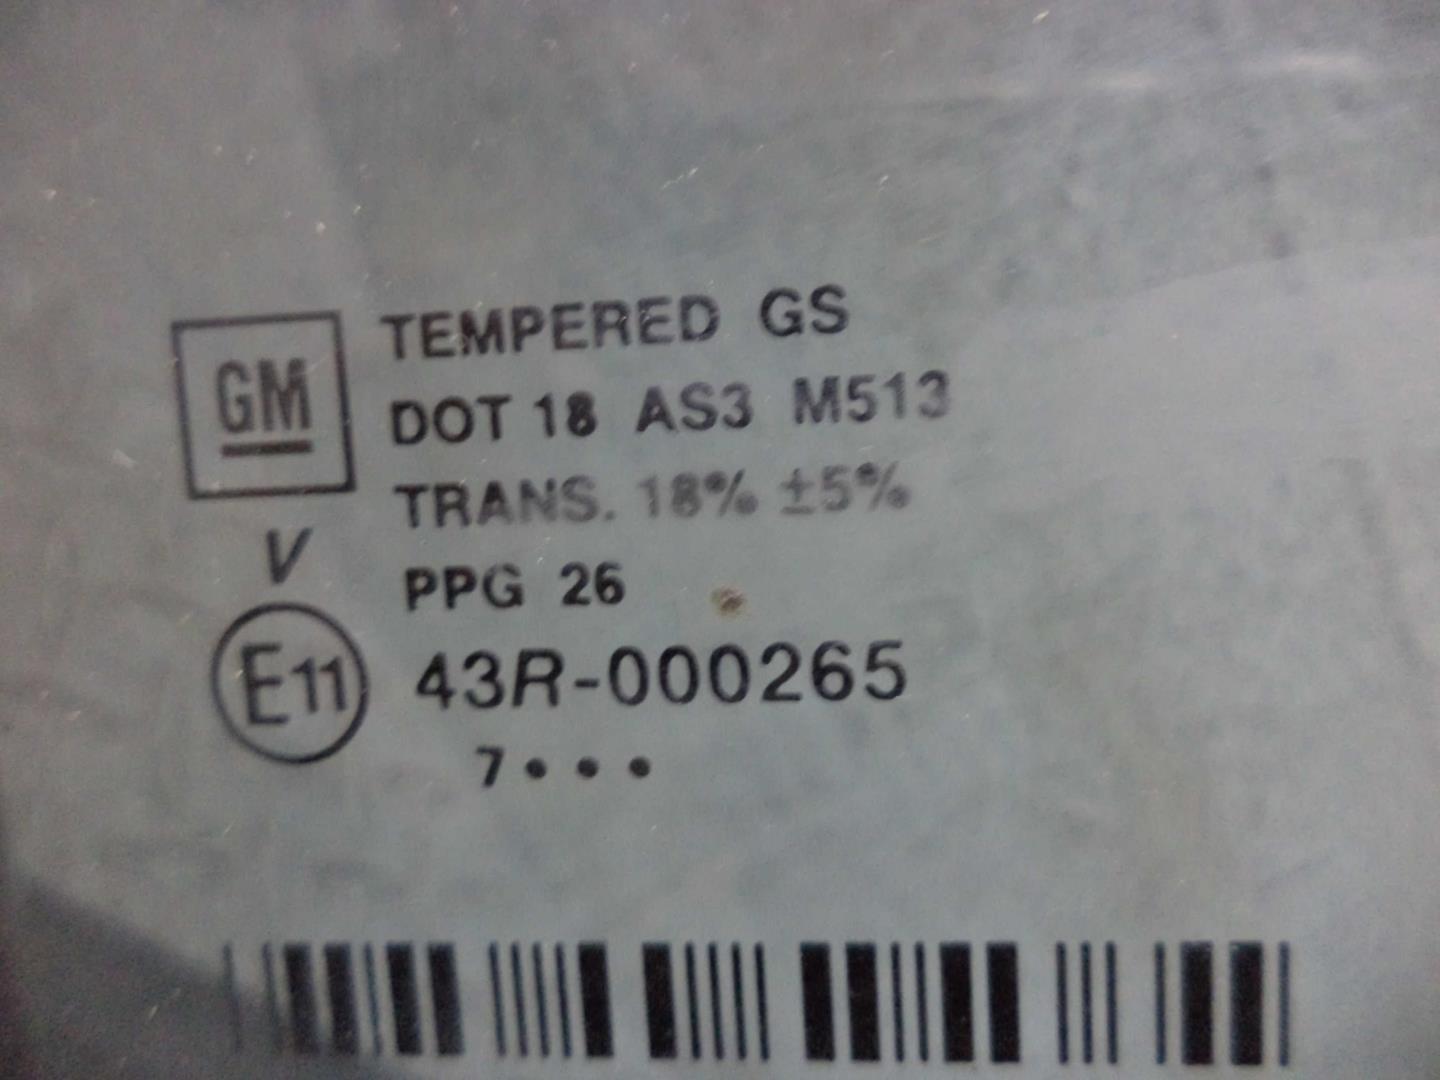 GM
TEMPERED GS
DOT 18 AS3 M513
TRANS. 18% ±5%
V
PPG 26
E11 43R-000265
7•••